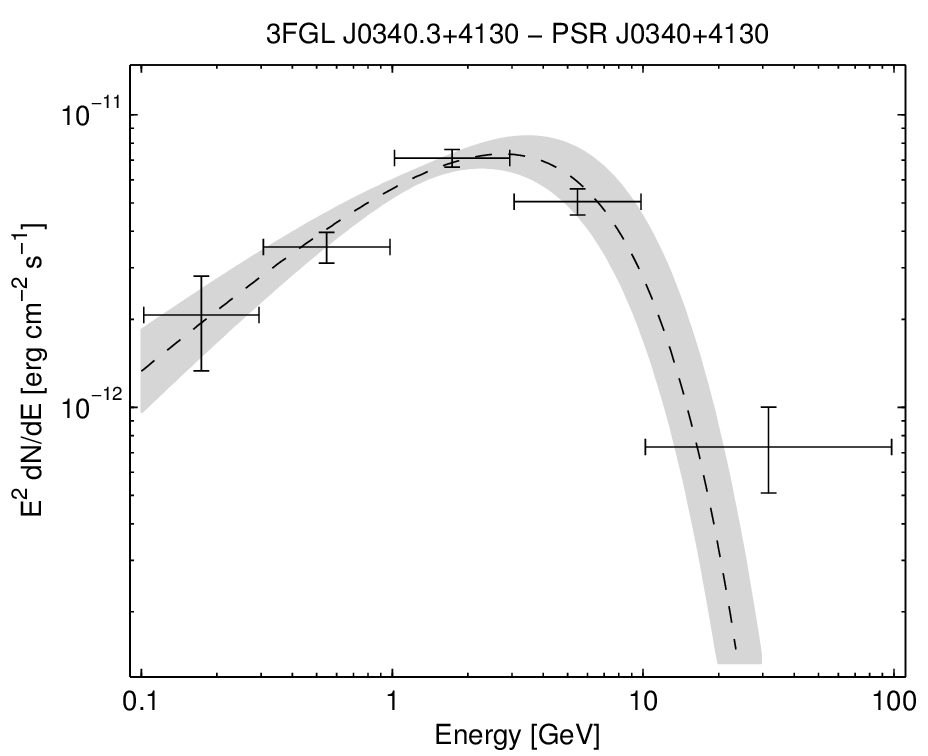 3FGL J0340.3+4130 − PSR J0340+4130
10⁻¹¹
10⁻¹²
E² dN/dE [erg cm⁻² s⁻¹]
0.1 1 10 100
Energy [GeV]